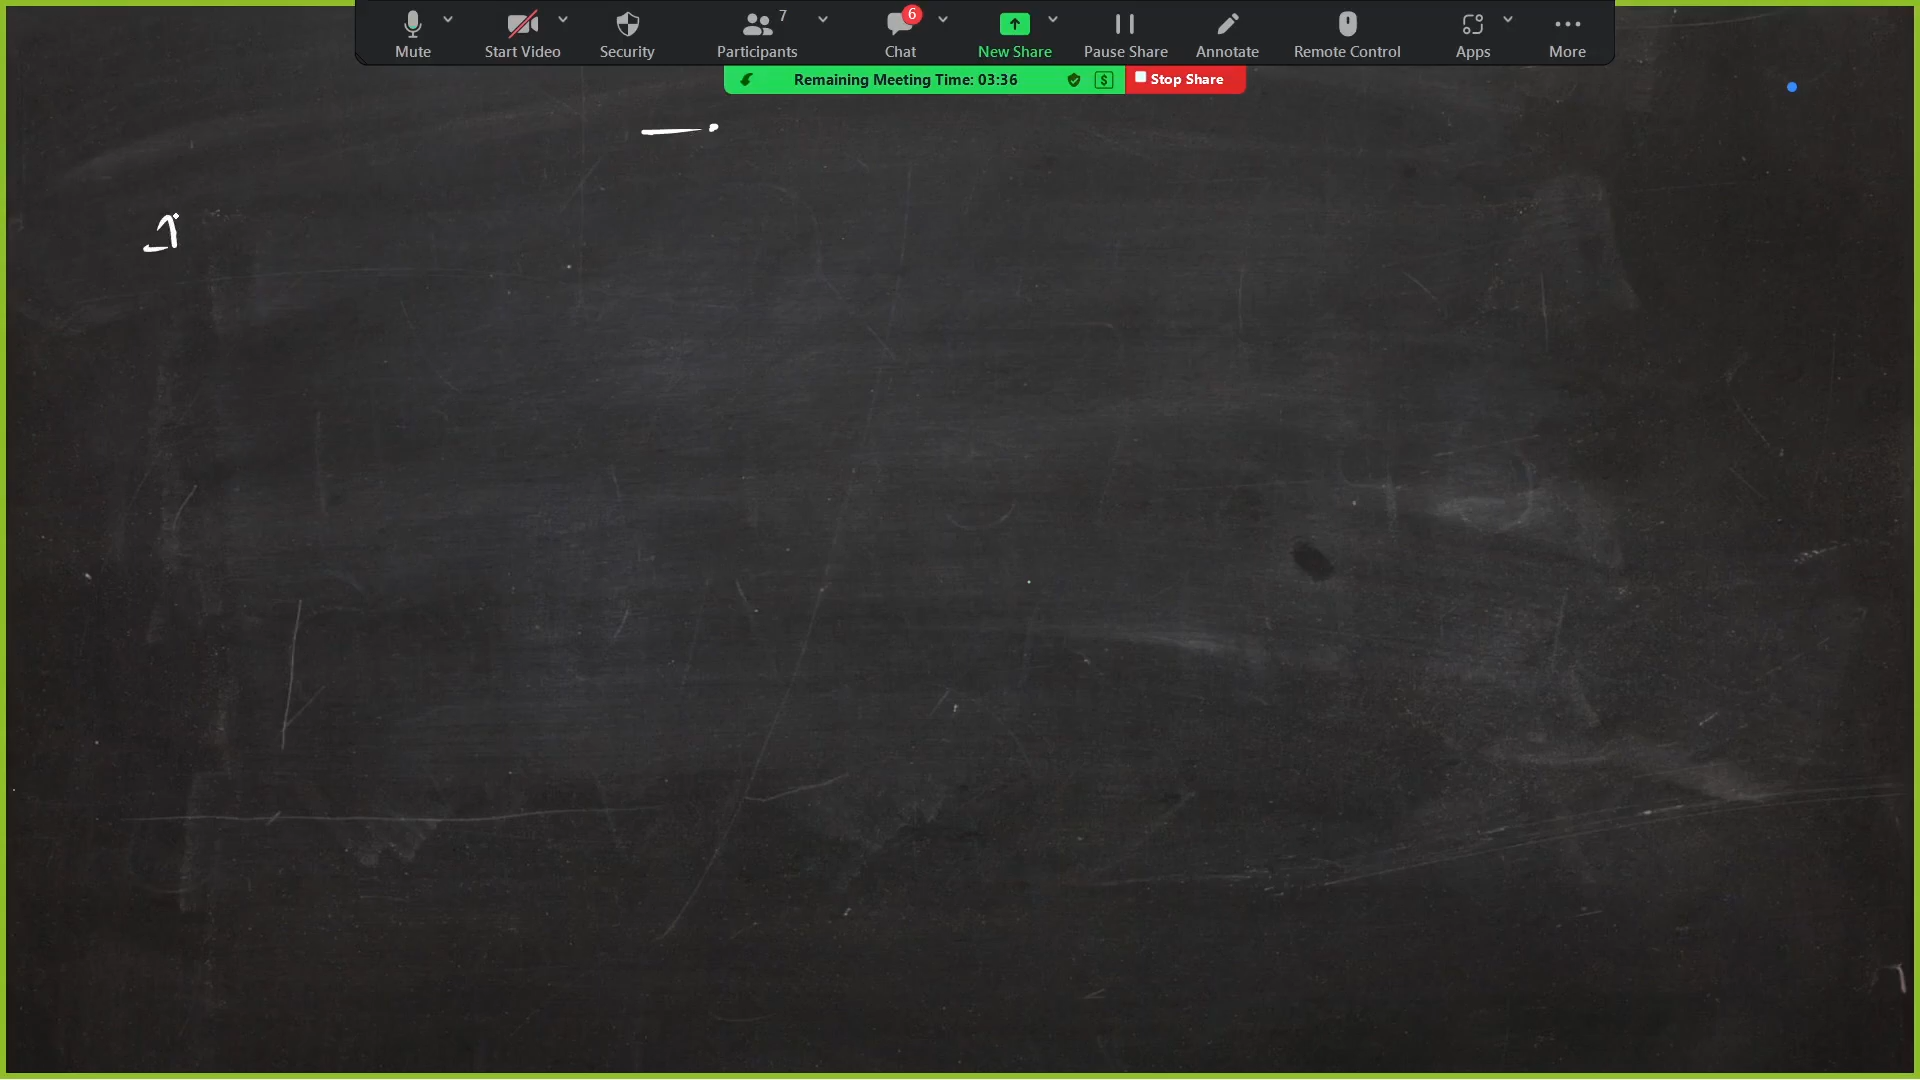 7
6
Mute
Start Video
Security
Participants
Chat
New Share
Pause Share
Annotate
Remote Control
Apps
More
Remaining Meeting Time: 03:36
$
Stop Share